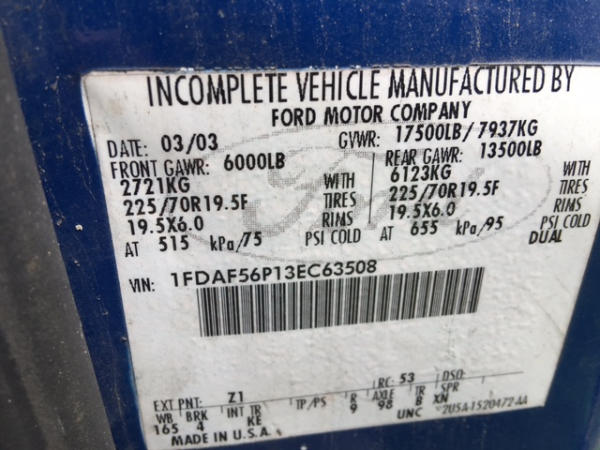 INCOMPLETE VEHICLE MANUFACTURED BY
FORD MOTOR COMPANY
DATE: 03/03 GVWR: 17500LB/ 7937KG
FRONT GAWR: 6000LB REAR GAWR: 13500LB
2721KG WITH 6123KG WITH
225/70R19.5F TIRES 225/70R19.5F TIRES
19.5X6.0 RIMS 19.5X6.0 RIMS
AT 515 kPa/75 PSI COLD AT 655 kPa/95 PSI COLD
DUAL
VIN: 1FDAF56P13EC63508
EXT PNT: Z1 RC: 53 DSO:
WB BRK INT TR TP/PS R AXLE TR SPR
165 4 KE 9 98 B XN
MADE IN U.S.A. UNC 2U5A-1520472-AA